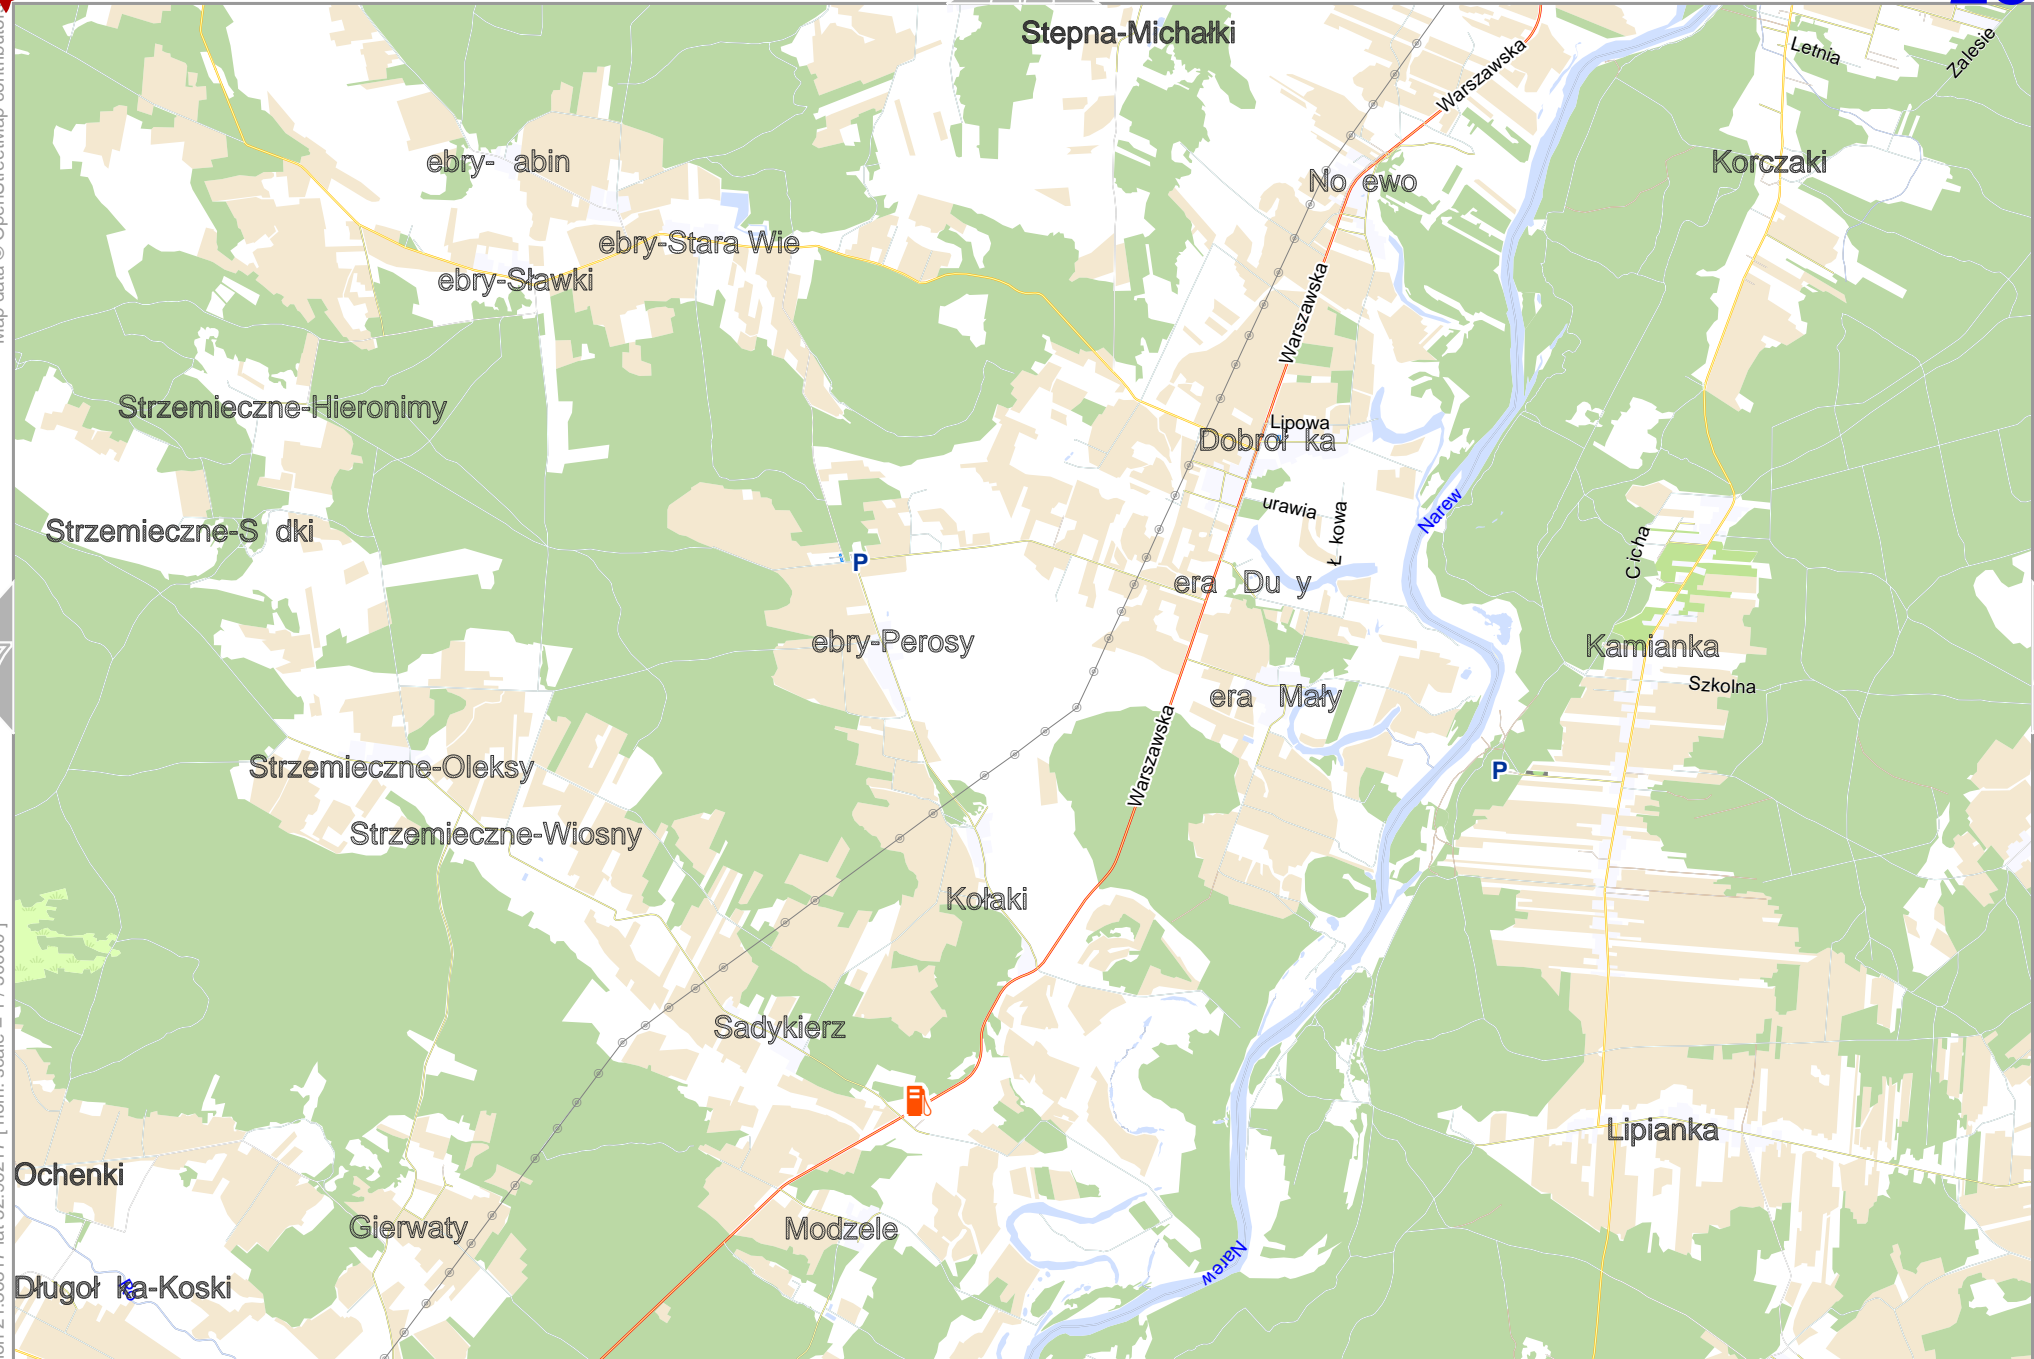 Stepna-Michałki
Warszawska
Letnia
Zalesie
ebry- abin
No ewo
Korczaki
ebry-Stara Wie
ebry-Sławki
Warszawska
Strzemieczne-Hieronimy
Lipowa
Dobroł ka
urawia
Ł kowa
Narew
Strzemieczne-S dki
Cicha
P
era Du y
ebry-Perosy
Kamianka
Szkolna
era Mały
Warszawska
Strzemieczne-Oleksy
P
Strzemieczne-Wiosny
Kołaki
Sadykierz
Lipianka
Ochenki
Gierwaty
Modzele
Narew
Długoł ka-Koski